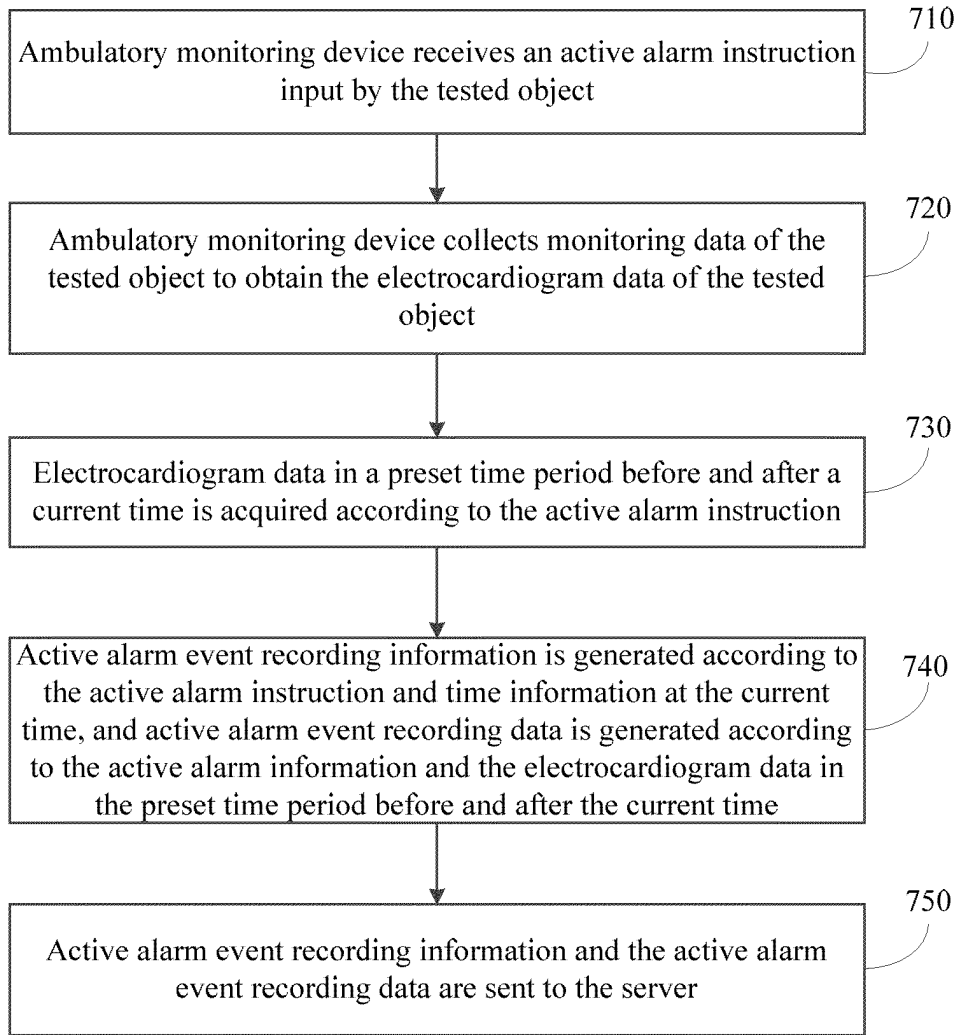 710
Ambulatory monitoring device receives an active alarm instruction
input by the tested object
720
Ambulatory monitoring device collects monitoring data of the
tested object to obtain the electrocardiogram data of the tested
object
730
Electrocardiogram data in a preset time period before and after a
current time is acquired according to the active alarm instruction
740
Active alarm event recording information is generated according to
the active alarm instruction and time information at the current
time, and active alarm event recording data is generated according
to the active alarm information and the electrocardiogram data in
the preset time period before and after the current time
750
Active alarm event recording information and the active alarm
event recording data are sent to the server